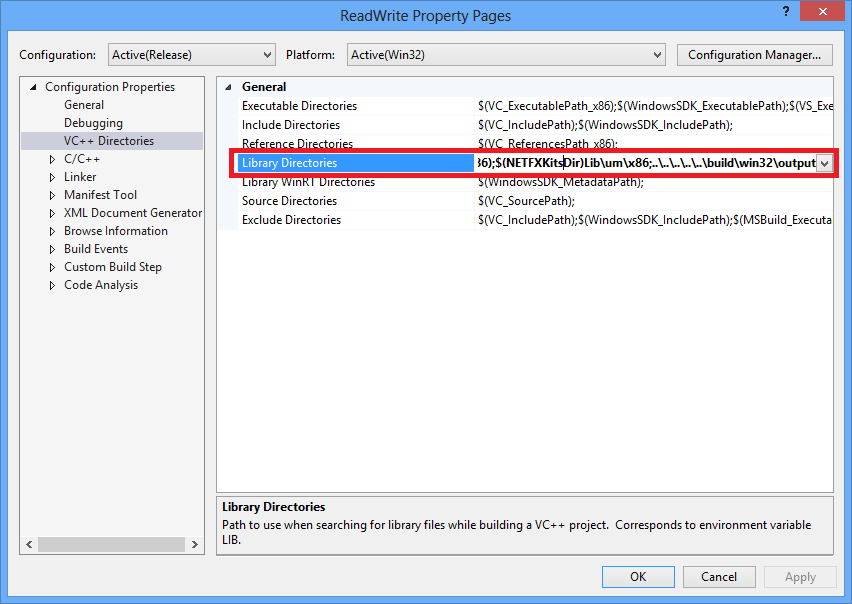 ReadWrite Property Pages
? ×
Configuration: Active(Release) Platform: Active(Win32) Configuration Manager...
Configuration Properties
General
Debugging
VC++ Directories
C/C++
Linker
Manifest Tool
XML Document Generator
Browse Information
Build Events
Custom Build Step
Code Analysis
General
Executable Directories $(VC_ExecutablePath_x86);$(WindowsSDK_ExecutablePath);$(VS_Exe
Include Directories $(VC_IncludePath);$(WindowsSDK_IncludePath);
Reference Directories $(VC_ReferencesPath_x86);
Library Directories 36);$(NETFXKitsDir)Lib\um\x86;..\..\..\..\..\build\win32\output
Library WinRT Directories $(WindowsSDK_MetadataPath);
Source Directories $(VC_SourcePath);
Exclude Directories $(VC_IncludePath);$(WindowsSDK_IncludePath);$(MSBuild_Executa
Library Directories
Path to use when searching for library files while building a VC++ project.  Corresponds to environment variable
LIB.
OK Cancel Apply